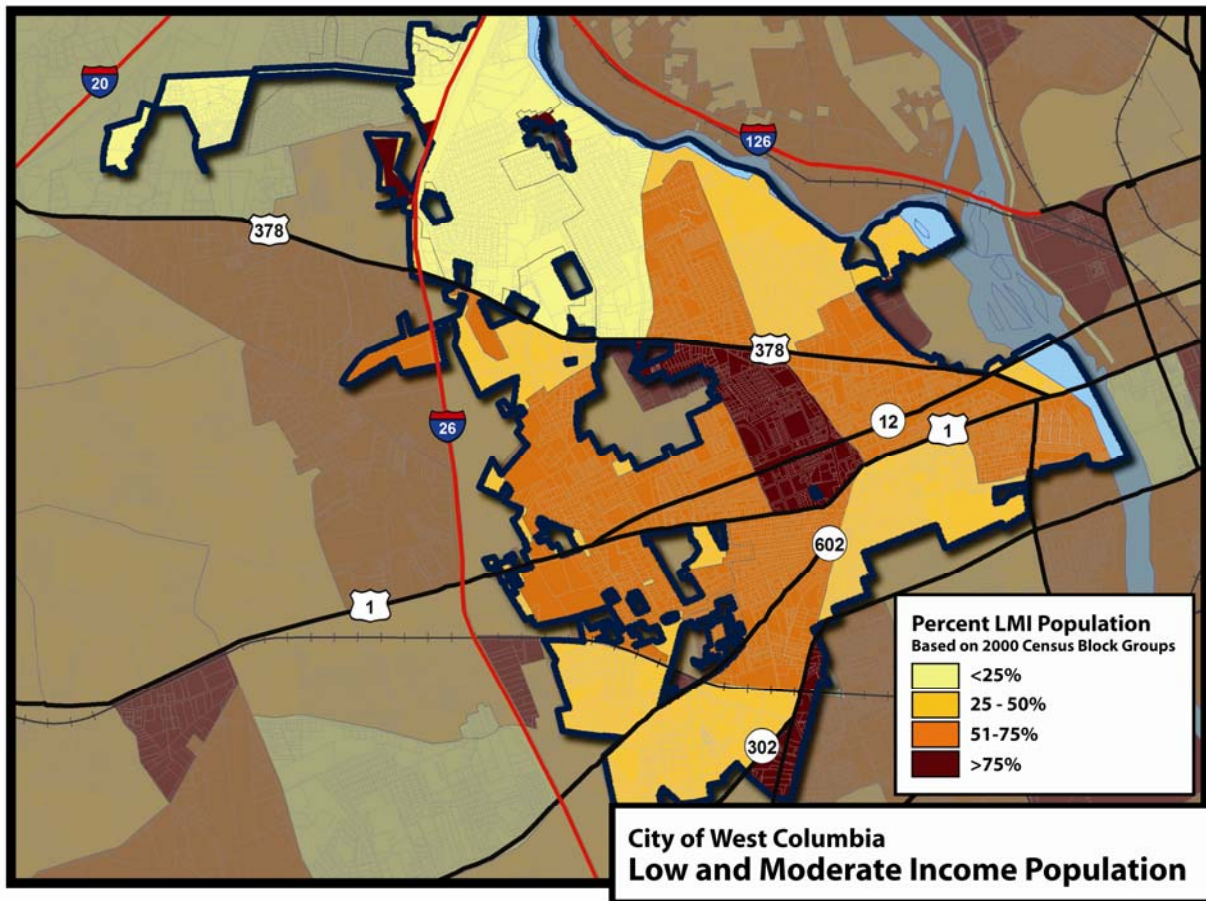 20
126
378
378
12
1
26
602
1
302
Percent LMI Population
Based on 2000 Census Block Groups
<25%
25 - 50%
51-75%
>75%
City of West Columbia
Low and Moderate Income Population